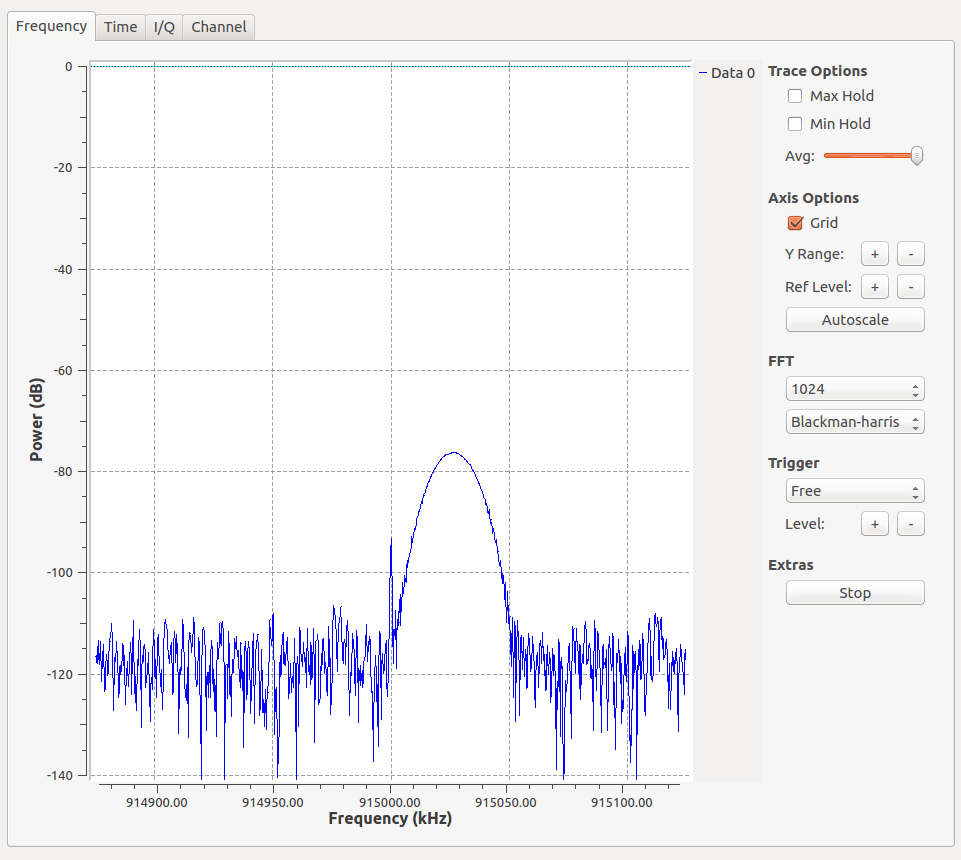 Frequency Time I/Q Channel
0
-20
-40
-60
-80
-100
-120
-140
Power (dB)
914900.00 914950.00 915000.00 915050.00 915100.00
Frequency (kHz)
Data 0
Trace Options
Max Hold
Min Hold
Avg:
Axis Options
Grid
Y Range: + -
Ref Level: + -
Autoscale
FFT
1024
Blackman-harris
Trigger
Free
Level: + -
Extras
Stop